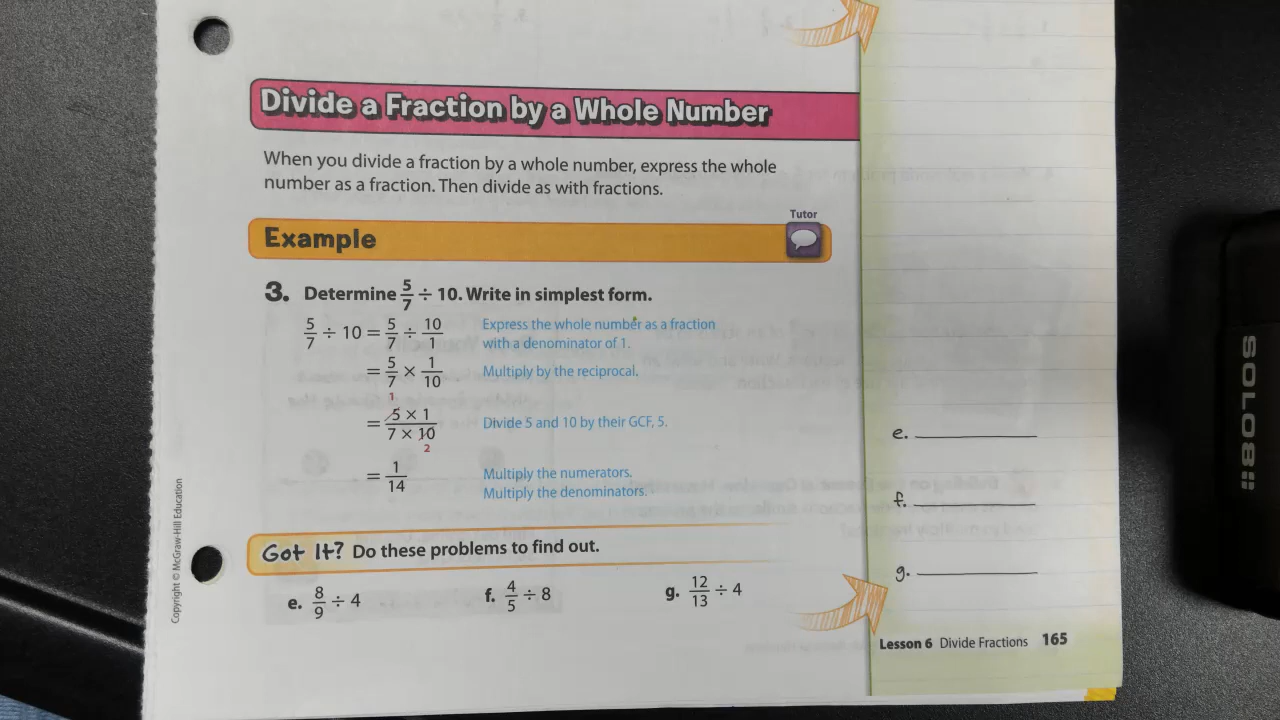 Divide a Fraction by a Whole Number
When you divide a fraction by a whole number, express the whole
number as a fraction. Then divide as with fractions.
Tutor
Example
3. Determine 5/7 ÷ 10. Write in simplest form.
5/7 ÷ 10 = 5/7 ÷ 10/1
Express the whole number as a fraction
with a denominator of 1.
= 5/7 × 1/10
Multiply by the reciprocal.
1
= 5 × 1 / 7 × 10
2
Divide 5 and 10 by their GCF, 5.
= 1/14
Multiply the numerators.
Multiply the denominators.
Got It? Do these problems to find out.
e. 8/9 ÷ 4
f. 4/5 ÷ 8
g. 12/13 ÷ 4
e.
f.
g.
Lesson 6 Divide Fractions 165
Copyright © McGraw-Hill Education
SOLO8